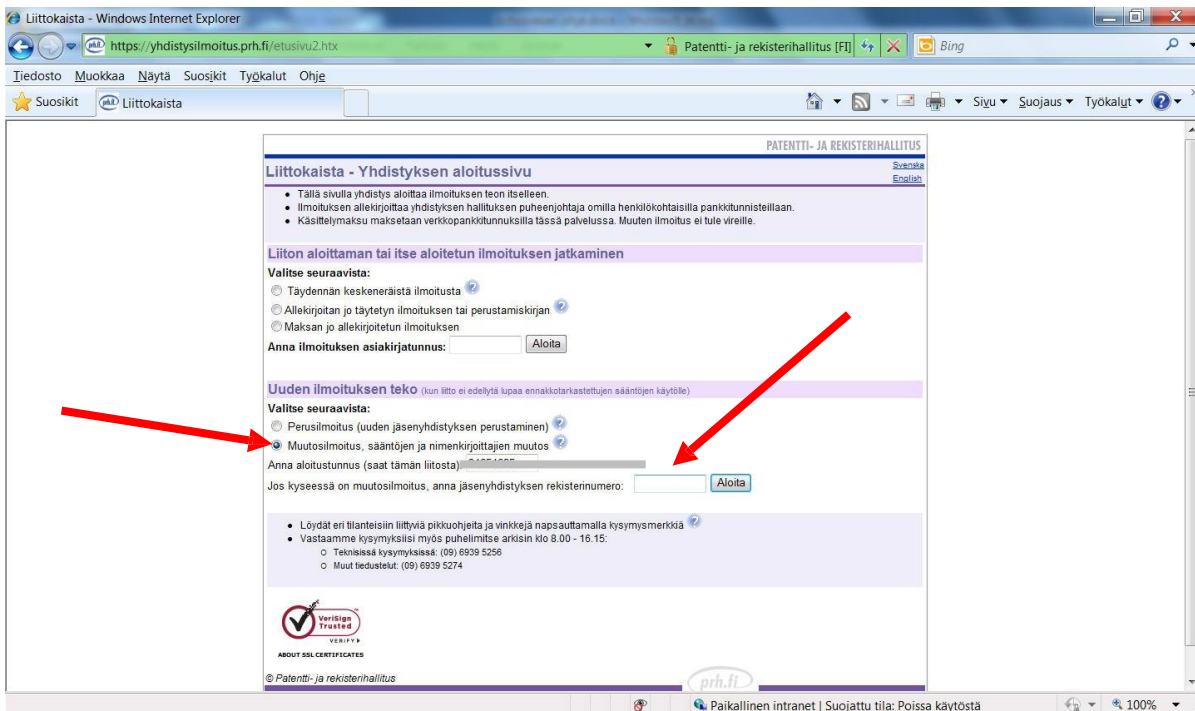 Liittokaista - Windows Internet Explorer
https://yhdistysilmoitus.prh.fi/etusivu2.htx
Patentti- ja rekisterihallitus [FI]
Bing
Tiedosto Muokkaa Näytä Suosikit Työkalut Ohje
Suosikit
Liittokaista
Sivu Suojaus Työkalut
PATENTTI- JA REKISTERIHALLITUS
Liittokaista - Yhdistyksen aloitussivu
Svenska
English
Tällä sivulla yhdistys aloittaa ilmoituksen teon itselleen.
Ilmoituksen allekirjoittaa yhdistyksen hallituksen puheenjohtaja omilla henkilökohtaisilla pankkitunnisteillaan.
Käsittelymaksu maksetaan verkkopankkitunnuksilla tässä palvelussa. Muuten ilmoitus ei tule vireille.
Liiton aloittaman tai itse aloitetun ilmoituksen jatkaminen
Valitse seuraavista:
Täydennän keskeneräistä ilmoitusta
Allekirjoitan jo täytetyn ilmoituksen tai perustamiskirjan
Maksan jo allekirjoitetun ilmoituksen
Anna ilmoituksen asiakirjatunnus: Aloita
Uuden ilmoituksen teko (kun liitto ei edellytä lupaa ennakkotarkastettujen sääntöjen käytölle)
Valitse seuraavista:
Perusilmoitus (uuden jäsenyhdistyksen perustaminen)
Muutosilmoitus, sääntöjen ja nimenkirjoittajien muutos
Anna aloitustunnus (saat tämän liitosta)
Jos kyseessä on muutosilmoitus, anna jäsenyhdistyksen rekisterinumero: Aloita
Löydät eri tilanteisiin liittyviä pikkuohjeita ja vinkkejä napsauttamalla kysymysmerkkiä
Vastaamme kysymyksiisi myös puhelimitse arkisin klo 8.00 - 16.15:
Teknisissä kysymyksissä: (09) 6939 5256
Muut tiedustelut: (09) 6939 5274
VeriSign
Trusted
VERIFY
ABOUT SSL CERTIFICATES
© Patentti- ja rekisterihallitus
prh.fi
Paikallinen intranet | Suojattu tila: Poissa käytöstä
100%